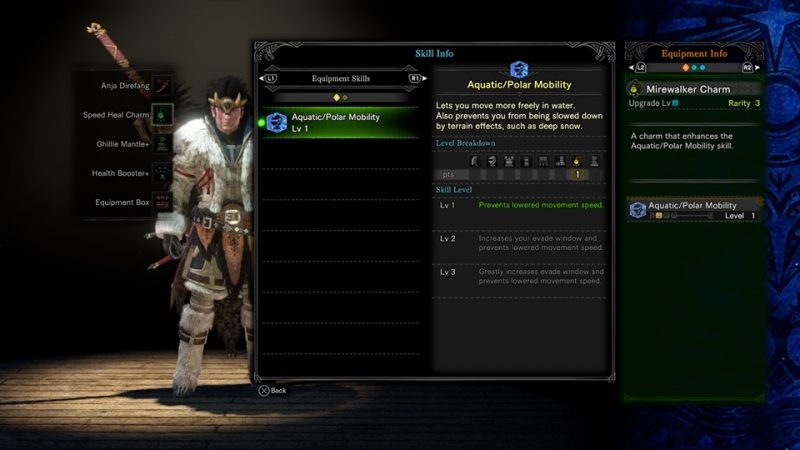 Anja Direfang
Speed Heal Charm
Ghillie Mantle+
Health Booster+
Equipment Box
Skill Info
L1
Equipment Skills
R1
Aquatic/Polar Mobility
Lv 1
Aquatic/Polar Mobility
Lets you move more freely in water.
Also prevents you from being slowed down
by terrain effects, such as deep snow.
Level Breakdown
pts
1
Skill Level
Lv 1 Prevents lowered movement speed.
Lv 2 Increases your evade window and
prevents lowered movement speed.
Lv 3 Greatly increases evade window and
prevents lowered movement speed.
Back
Equipment Info
L2
R2
Mirewalker Charm
Upgrade Lv
Rarity 3
A charm that enhances the
Aquatic/Polar Mobility skill.
Aquatic/Polar Mobility
Level 1